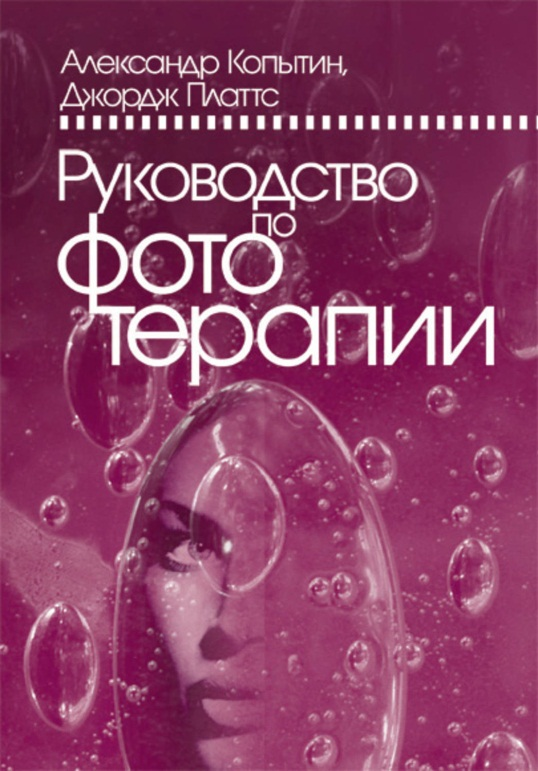 Александр Копытин,
Джордж Платтс
Руководство
по
фото
терапии